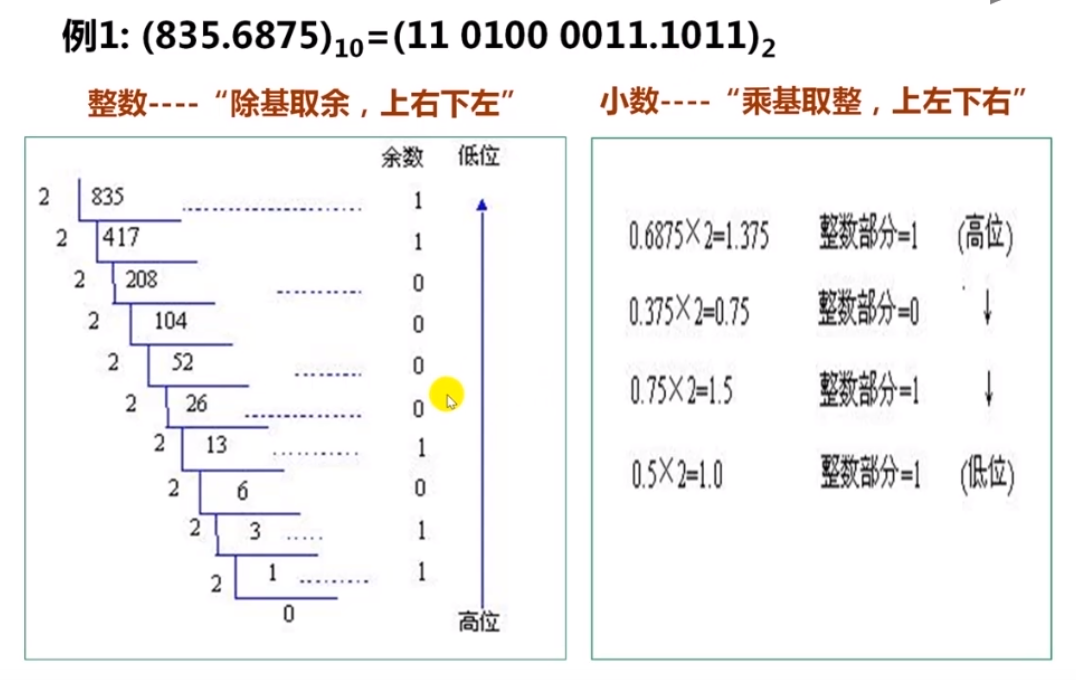 例1: (835.6875)10=(11 0100 0011.1011)2
整数----“除基取余，上右下左”
小数----“乘基取整，上左下右”
余数 低位
2 835 1
2 417 1
2 208 0
2 104 0
2 52 0
2 26 0
2 13 1
2 6 0
2 3 1
2 1 1
0
高位
0.6875×2=1.375 整数部分=1 (高位)
0.375×2=0.75 整数部分=0 ↓
0.75×2=1.5 整数部分=1 ↓
0.5×2=1.0 整数部分=1 (低位)